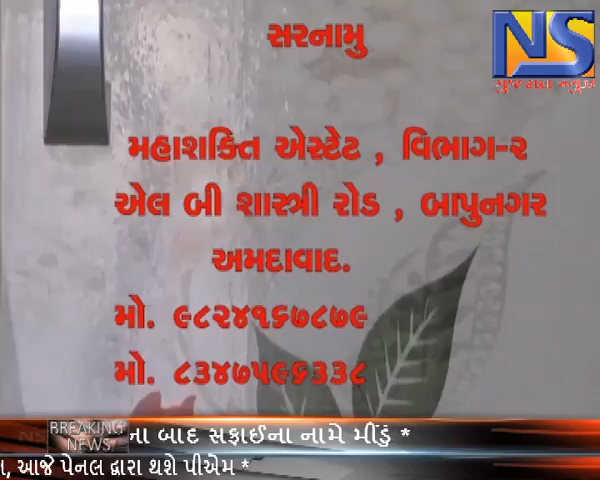 સરનામુ
NS
ગુજરાત ન્યુઝ
મહાશકિત એસ્ટેટ , વિભાગ-૨
એલ બી શાસ્ત્રી રોડ , બાપુનગર
અમદાવાદ.
મો. ૯૮૨૪૧૬૭૮૭૯
મો. ૮૩૪૭૫૯૬૩૩૮
BREAKING NEWS
ના બાદ સફાઈના નામે મીંડું *
, આજે પેનલ દ્વારા થશે પીએમ *